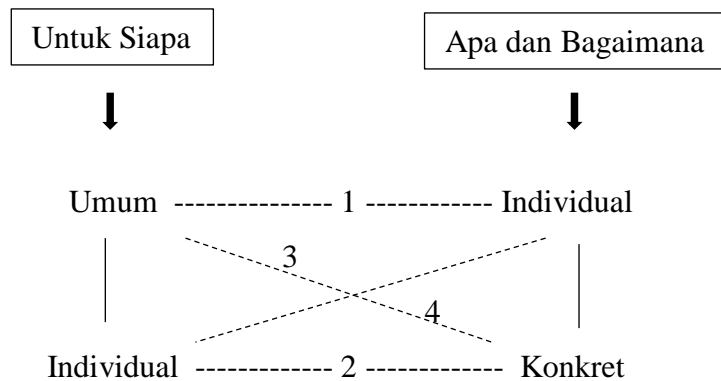 Untuk Siapa
Apa dan Bagaimana
Umum -------------- 1 ------------ Individual
3
4
Individual ------------ 2 ------------ Konkret